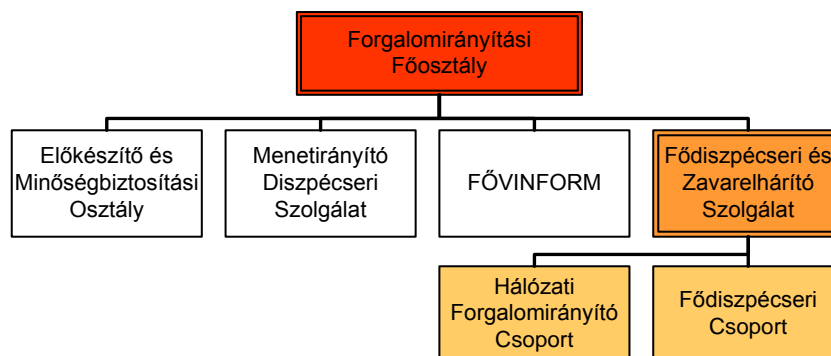 Forgalomirányítási
Főosztály
Előkészítő és
Minőségbiztosítási
Osztály
Menetirányító
Diszpécseri
Szolgálat
FŐVINFORM
Fődiszpécseri és
Zavarelhárító
Szolgálat
Hálózati
Forgalomirányító
Csoport
Fődiszpécseri
Csoport